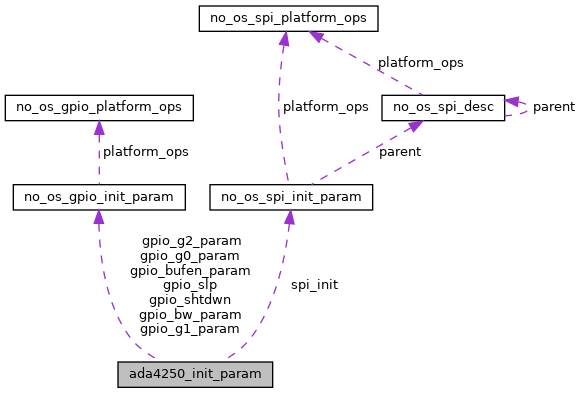 no_os_spi_platform_ops
platform_ops
no_os_gpio_platform_ops
platform_ops
no_os_spi_desc
parent
platform_ops
parent
no_os_gpio_init_param
no_os_spi_init_param
gpio_g2_param
gpio_g0_param
gpio_bufen_param
gpio_slp
gpio_shtdwn
gpio_bw_param
gpio_g1_param
spi_init
ada4250_init_param